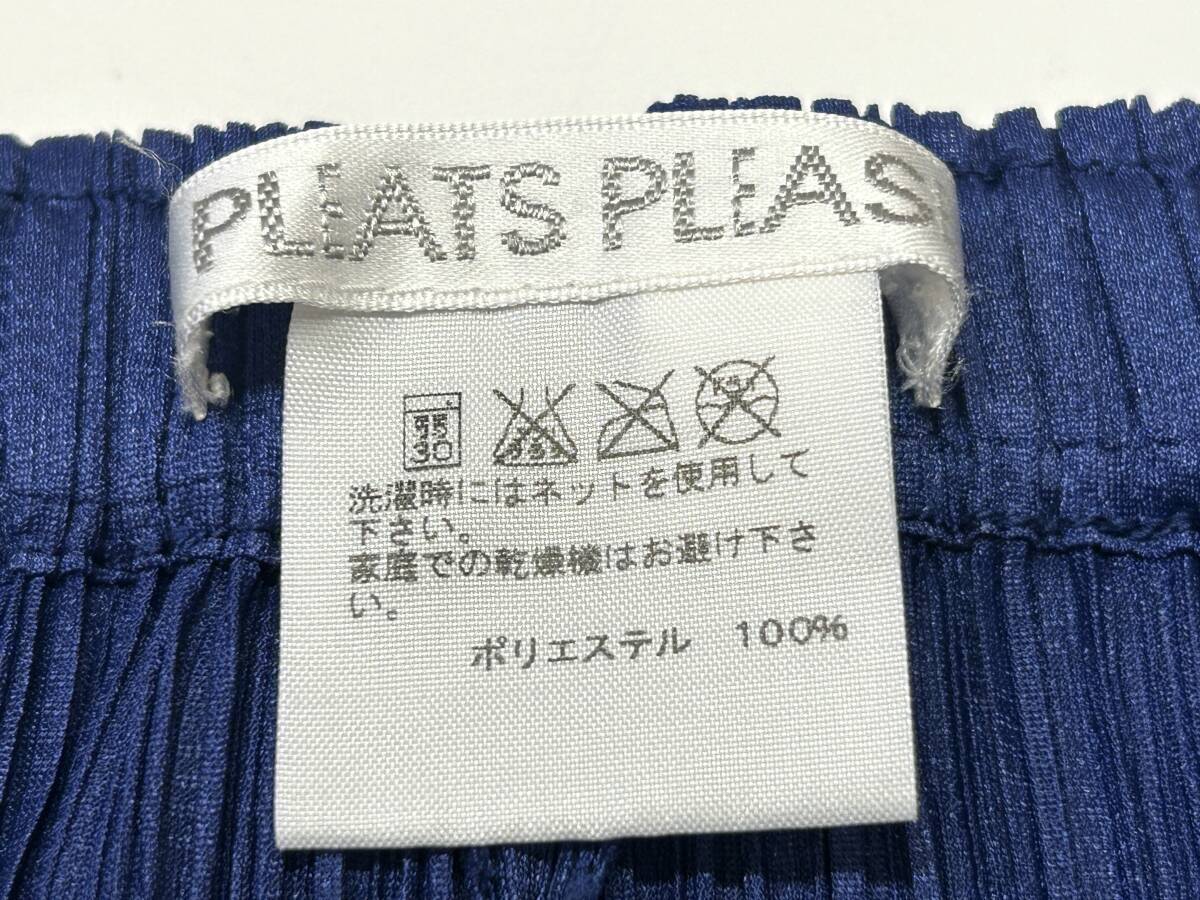 PLEATS PLEAS
30
洗濯時にはネットを使用して
下さい。
家庭での乾燥機はお避け下さ
い。
ポリエステル 100%